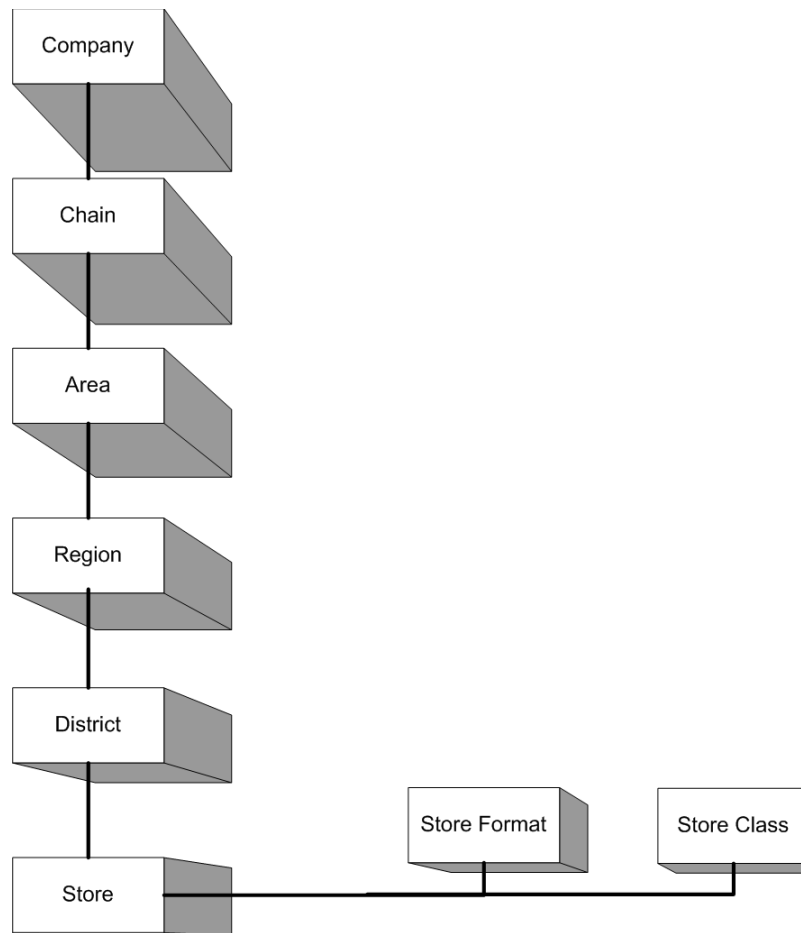 Company
Chain
Area
Region
District
Store Format
Store Class
Store